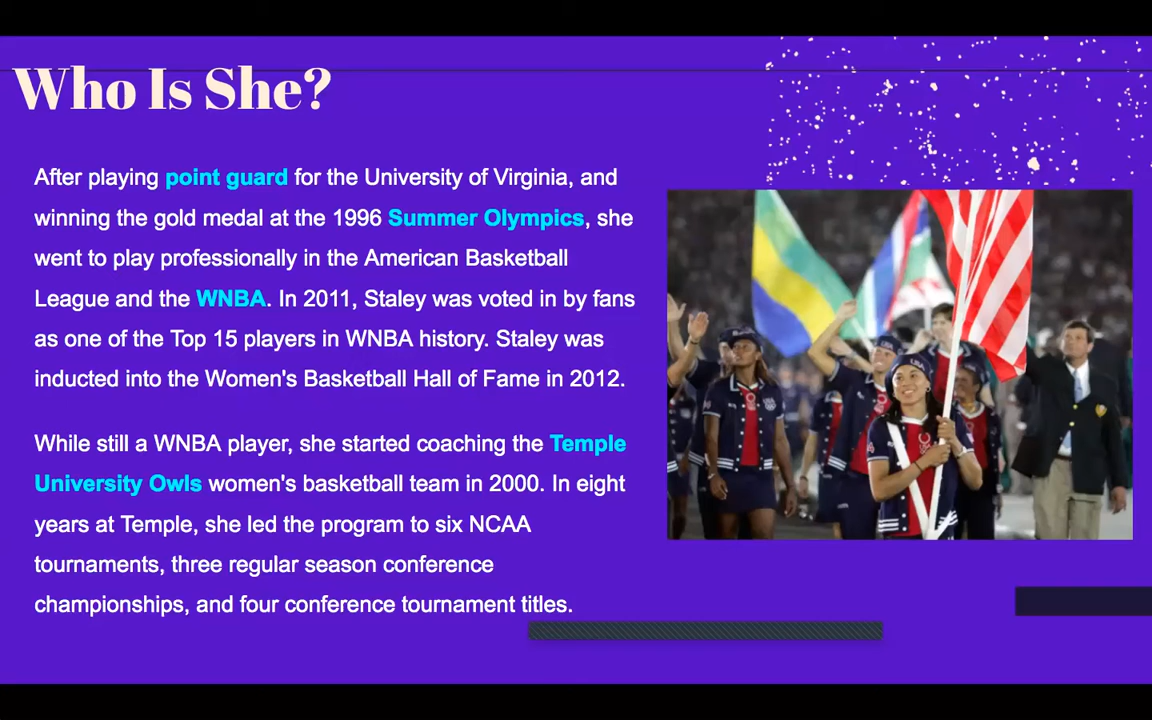 Who Is She?
After playing point guard for the University of Virginia, and
winning the gold medal at the 1996 Summer Olympics, she
went to play professionally in the American Basketball
League and the WNBA. In 2011, Staley was voted in by fans
as one of the Top 15 players in WNBA history. Staley was
inducted into the Women's Basketball Hall of Fame in 2012.
While still a WNBA player, she started coaching the Temple
University Owls women's basketball team in 2000. In eight
years at Temple, she led the program to six NCAA
tournaments, three regular season conference
championships, and four conference tournament titles.